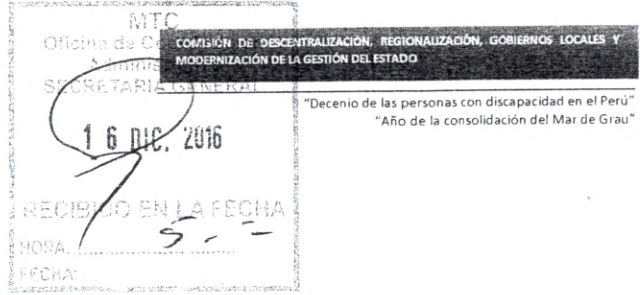 MTC
Oficina de
COMISIÓN DE DESCENTRALIZACIÓN, REGIONALIZACIÓN, GOBIERNOS LOCALES Y
MODERNIZACIÓN DE LA GESTIÓN DEL ESTADO
SECRETARIA GENERAL
"Decenio de las personas con discapacidad en el Perú"
"Año de la consolidación del Mar de Grau"
16 DIC. 2016
RECIBIDO EN LA FECHA
HORA:
FECHA: